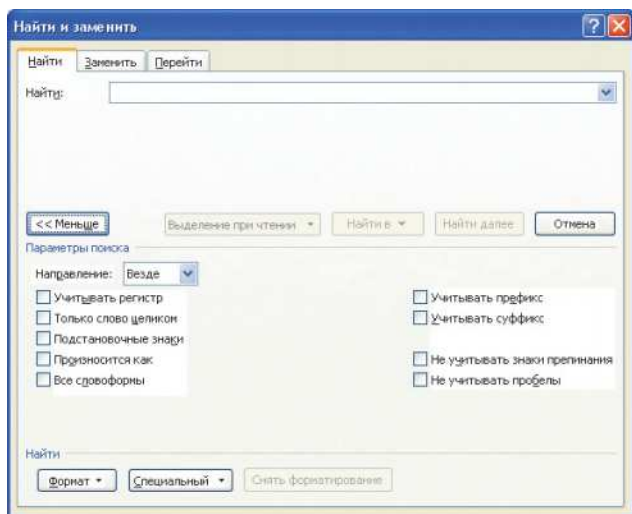 Найти и заменить
Найти Заменить Перейти
Найти:
<< Меньше Выделение при чтении Найти в Найти далее Отмена
Параметры поиска
Направление: Везде
Учитывать регистр Учитывать префикс
Только слово целиком Учитывать суффикс
Подстановочные знаки
Произносится как Не учитывать знаки препинания
Все словоформы Не учитывать пробелы
Найти
Формат Специальный Снять форматирование